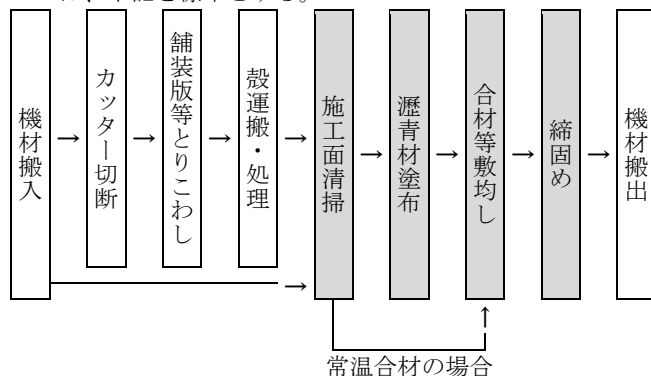 機材搬入
→
カッター切断
→
舗装版等とりこわし
→
殻運搬・処理
→
施工面清掃
→
瀝青材塗布
→
合材等敷均し
→
締固め
→
機材搬出
→
↑
常温合材の場合